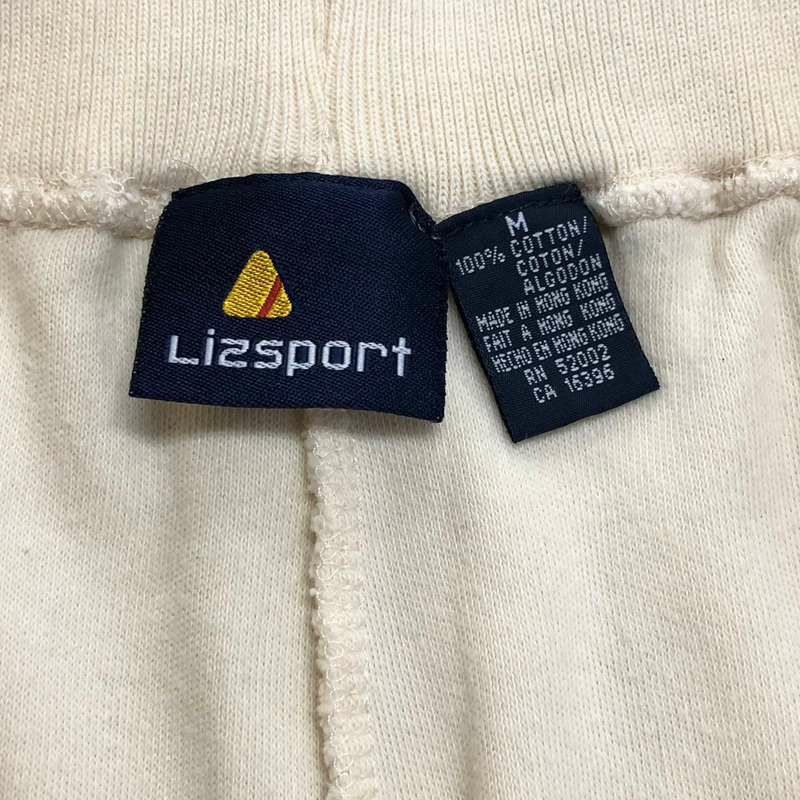 Lizsport
M
100% COTTON/
COTON/
ALGODON
MADE IN HONG KONG
FAIT A HONG KONG
HECHO EN HONG KONG
RN 52002
CA 16396